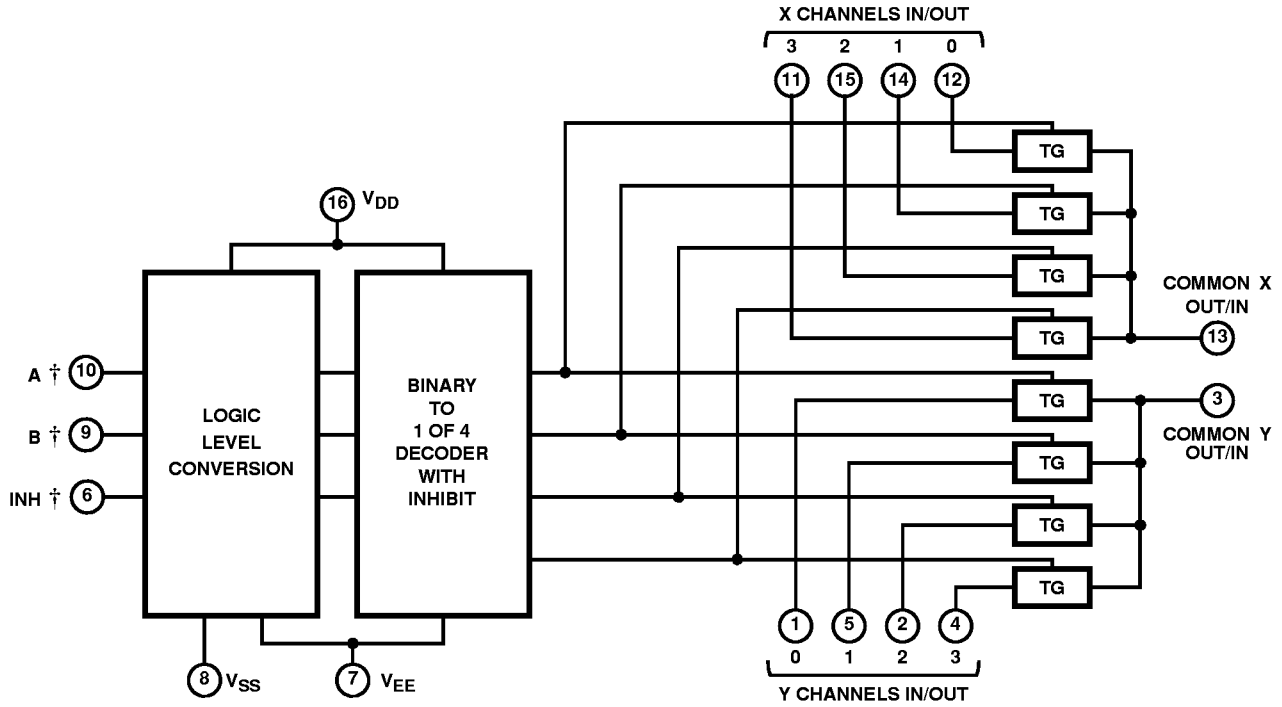 X CHANNELS IN/OUT
3 2 1 0
11 15 14 12
TG
16 VDD
TG
TG
COMMON X
OUT/IN
TG
13
A † 10
BINARY
TO
1 OF 4
DECODER
WITH
INHIBIT
LOGIC
LEVEL
CONVERSION
TG
3
B † 9
COMMON Y
OUT/IN
TG
INH † 6
TG
TG
1 5 2 4
0 1 2 3
8 VSS
7 VEE
Y CHANNELS IN/OUT